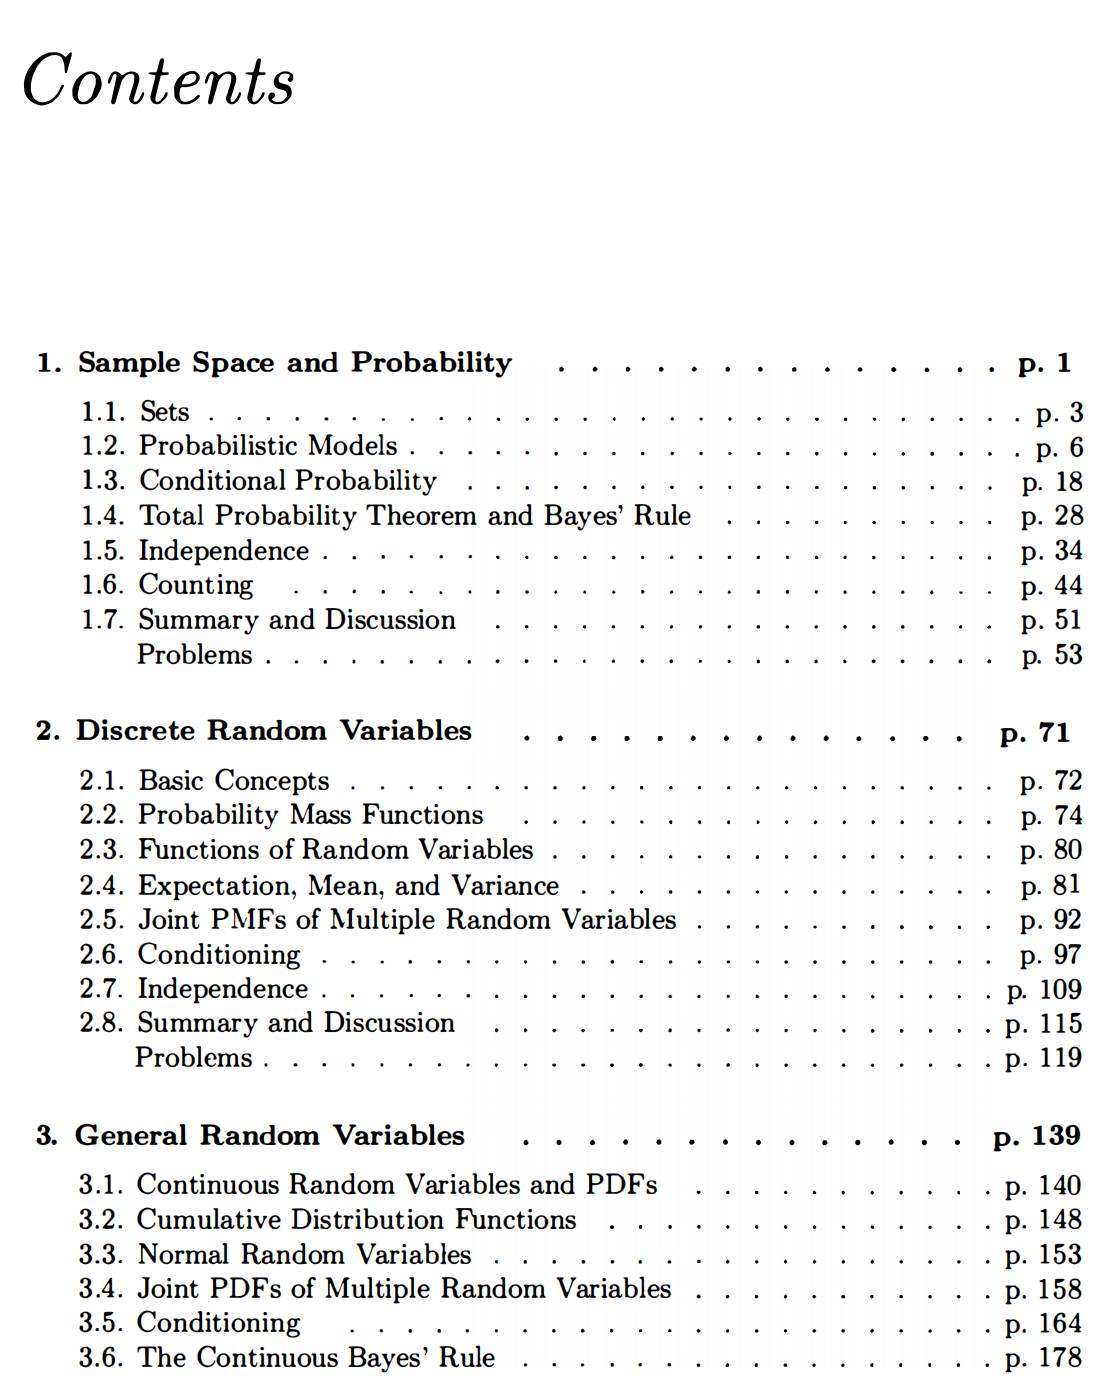 Contents
1. Sample Space and Probability . . . . . . . . . . . . . . p. 1
1.1. Sets . . . . . . . . . . . . . . . . . . . . . . . . . . . . . p. 3
1.2. Probabilistic Models . . . . . . . . . . . . . . . . . . . . . . p. 6
1.3. Conditional Probability . . . . . . . . . . . . . . . . . . . p. 18
1.4. Total Probability Theorem and Bayes' Rule . . . . . . . . . . p. 28
1.5. Independence . . . . . . . . . . . . . . . . . . . . . . . . p. 34
1.6. Counting . . . . . . . . . . . . . . . . . . . . . . . . . p. 44
1.7. Summary and Discussion . . . . . . . . . . . . . . . . . . p. 51
Problems . . . . . . . . . . . . . . . . . . . . . . . . . . p. 53
2. Discrete Random Variables . . . . . . . . . . . . . . p. 71
2.1. Basic Concepts . . . . . . . . . . . . . . . . . . . . . . . p. 72
2.2. Probability Mass Functions . . . . . . . . . . . . . . . . . p. 74
2.3. Functions of Random Variables . . . . . . . . . . . . . . . . p. 80
2.4. Expectation, Mean, and Variance . . . . . . . . . . . . . . . p. 81
2.5. Joint PMFs of Multiple Random Variables . . . . . . . . . . . p. 92
2.6. Conditioning . . . . . . . . . . . . . . . . . . . . . . . . p. 97
2.7. Independence . . . . . . . . . . . . . . . . . . . . . . . . p. 109
2.8. Summary and Discussion . . . . . . . . . . . . . . . . . . p. 115
Problems . . . . . . . . . . . . . . . . . . . . . . . . . . p. 119
3. General Random Variables . . . . . . . . . . . . . . p. 139
3.1. Continuous Random Variables and PDFs . . . . . . . . . . . p. 140
3.2. Cumulative Distribution Functions . . . . . . . . . . . . . . p. 148
3.3. Normal Random Variables . . . . . . . . . . . . . . . . . . p. 153
3.4. Joint PDFs of Multiple Random Variables . . . . . . . . . . . p. 158
3.5. Conditioning . . . . . . . . . . . . . . . . . . . . . . . p. 164
3.6. The Continuous Bayes' Rule . . . . . . . . . . . . . . . . . p. 178